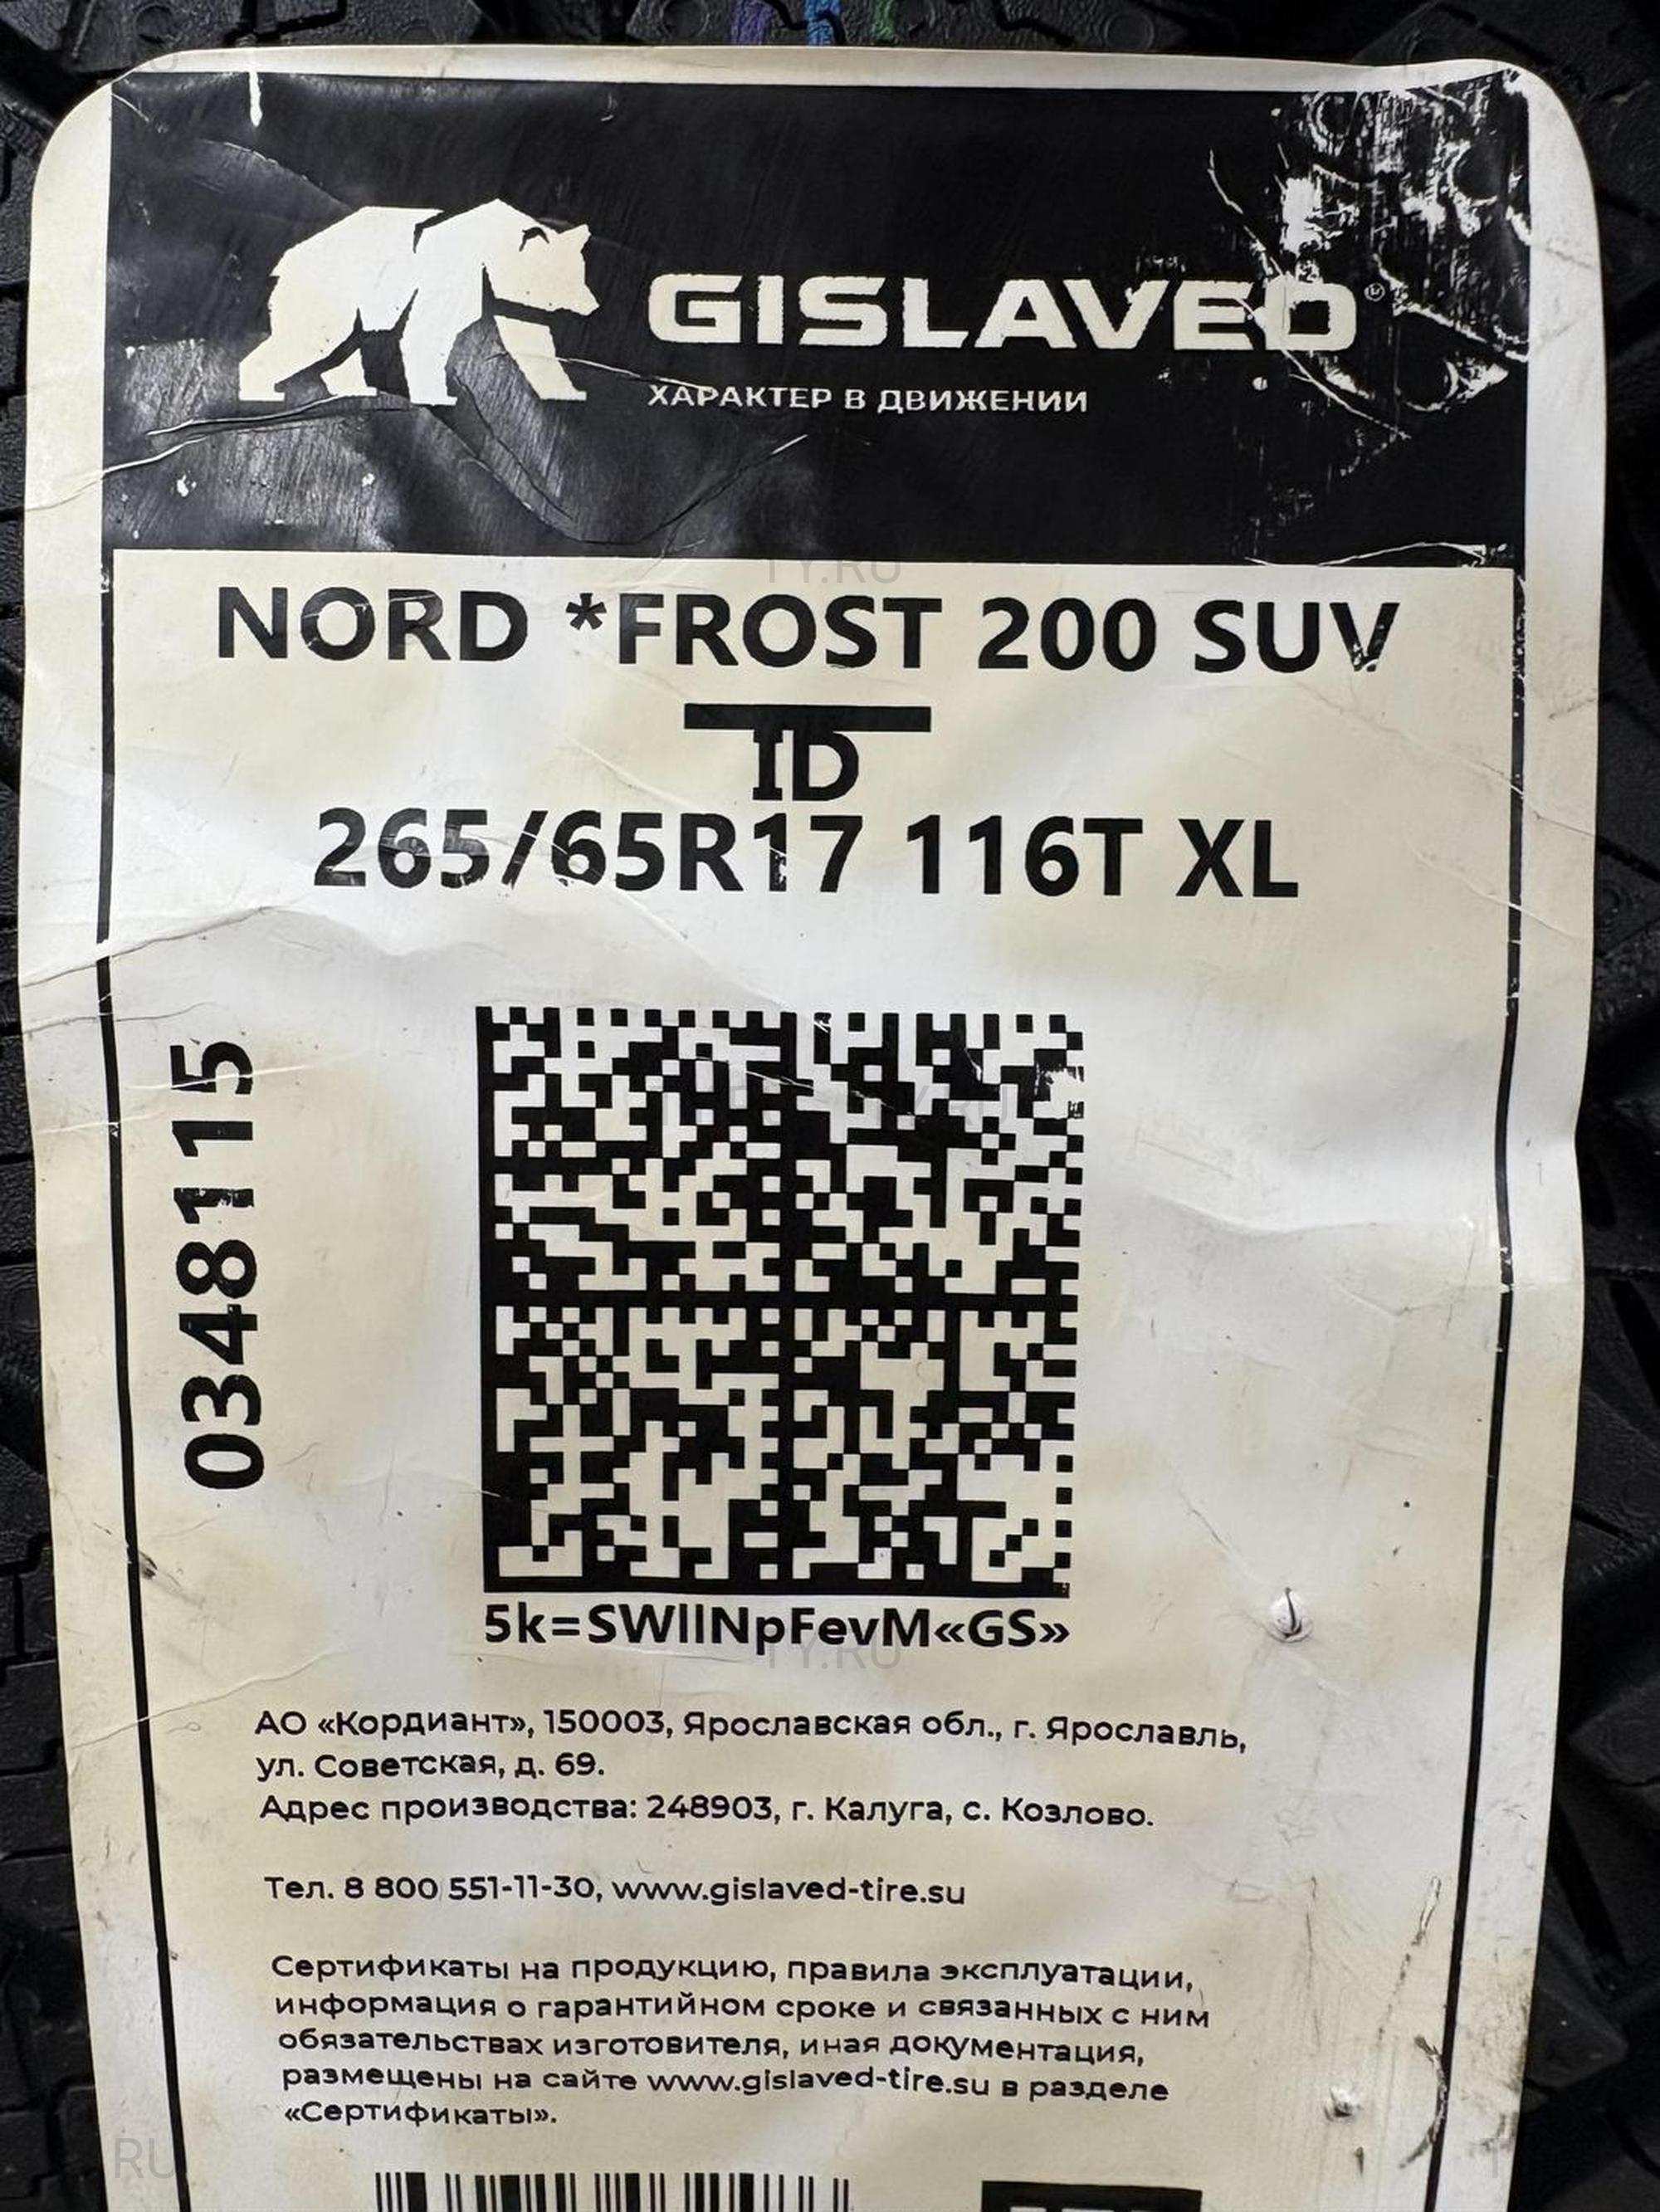 GISLAVED
ХАРАКТЕР В ДВИЖЕНИИ
NORD *FROST 200 SUV
ID
265/65R17 116T XL
0348115
5k=SWIlNpFevM«GS»
АО «Кордиант», 150003, Ярославская обл., г. Ярославль,
ул. Советская, д. 69.
Адрес производства: 248903, г. Калуга, с. Козлово.
Тел. 8 800 551-11-30, www.gislaved-tire.su
Сертификаты на продукцию, правила эксплуатации,
информация о гарантийном сроке и связанных с ним
обязательствах изготовителя, иная документация,
размещены на сайте www.gislaved-tire.su в разделе
«Сертификаты».